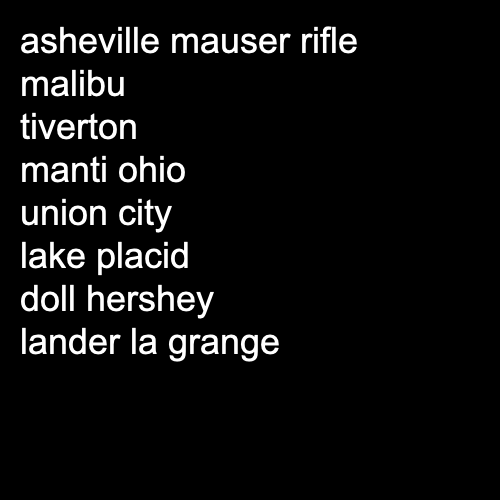 asheville mauser rifle
malibu
tiverton
manti ohio
union city
lake placid
doll hershey
lander la grange